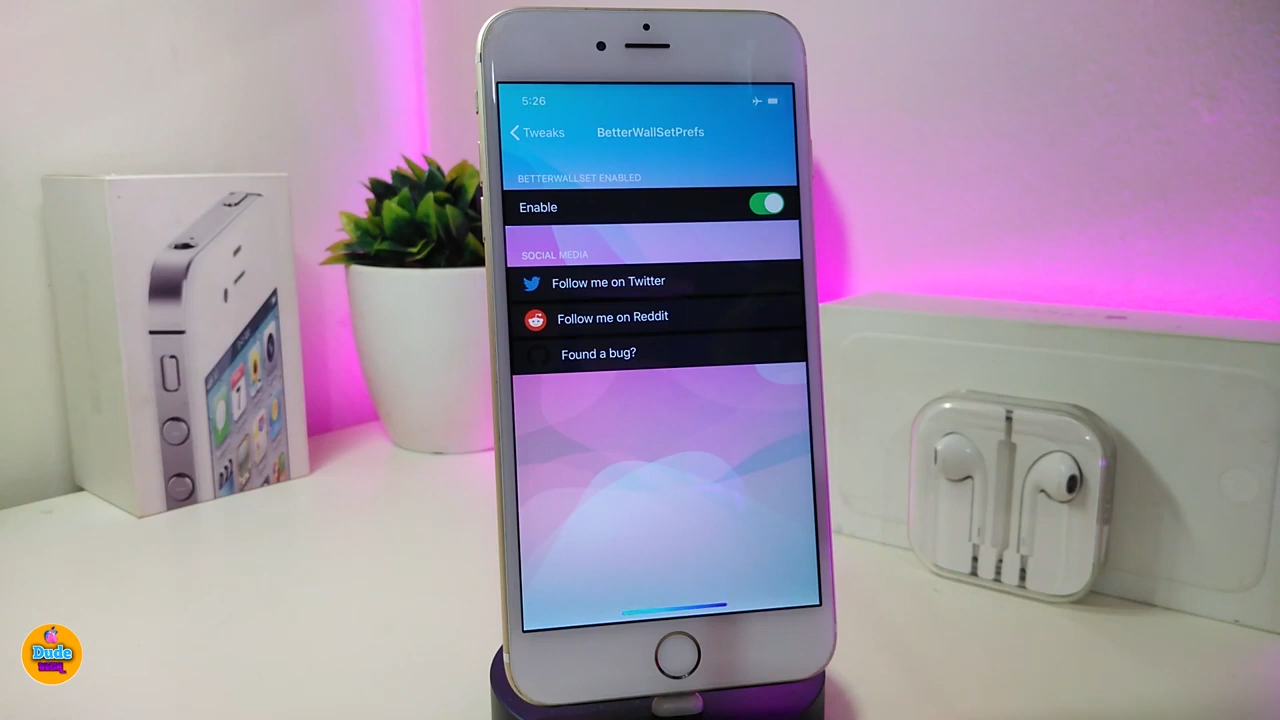 5:26
Tweaks
BetterWallSetPrefs
BETTERWALLSET ENABLED
Enable
SOCIAL MEDIA
Follow me on Twitter
Follow me on Reddit
Found a bug?
Dude